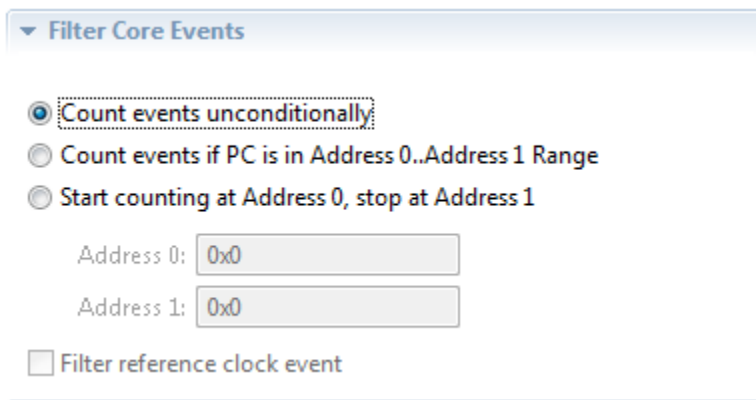 Filter Core Events
Count events unconditionally
Count events if PC is in Address 0..Address 1 Range
Start counting at Address 0, stop at Address 1
Address 0: 0x0
Address 1: 0x0
Filter reference clock event